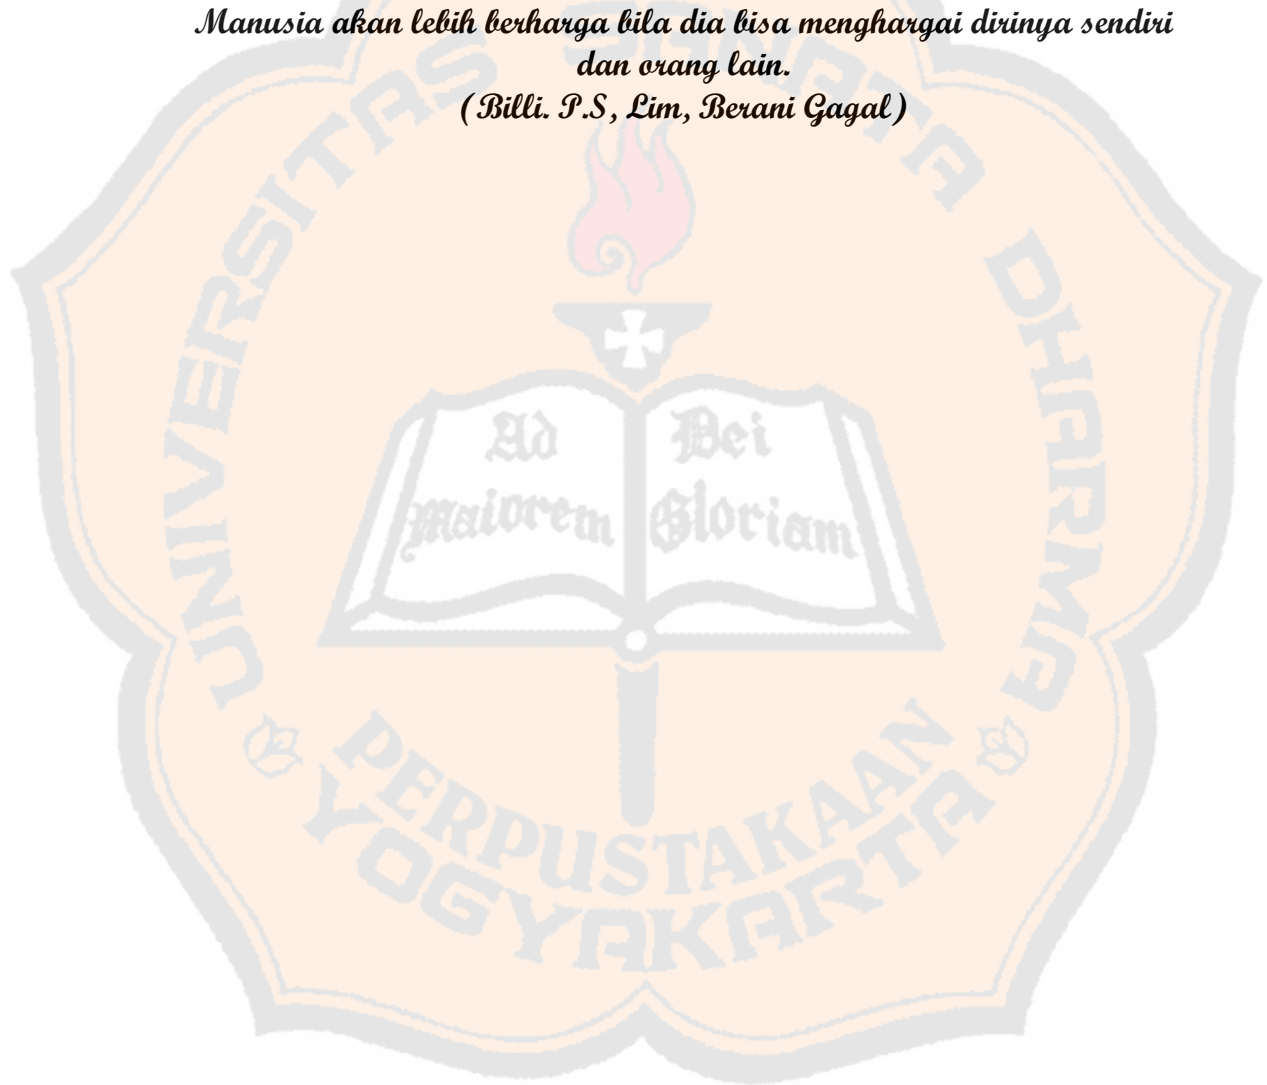 Manusia akan lebih berharga bila dia bisa menghargai dirinya sendiri
dan orang lain.
( Billi. P.S, Lim, Berani Gagal )
UNIVERSITAS SANATA DHARMA
Ad Dei
Maiorem Gloriam
PERPUSTAKAAN
YOGYAKARTA